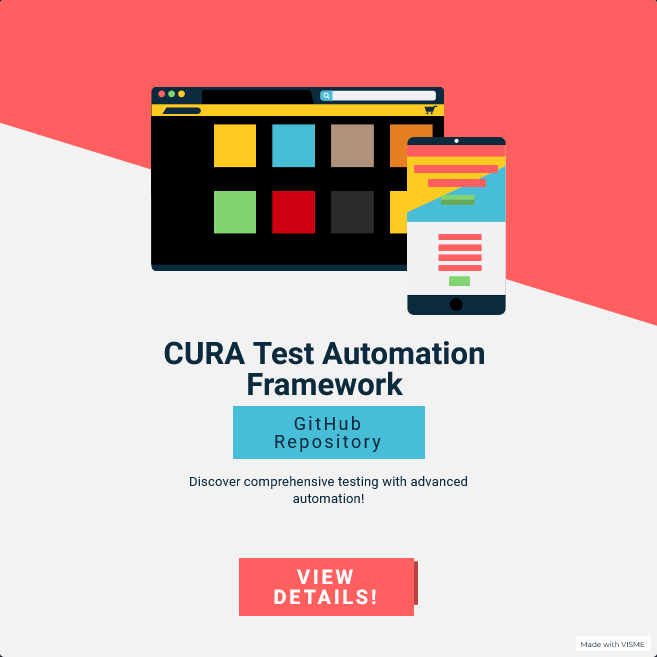 CURA Test Automation
Framework
GitHub
Repository
Discover comprehensive testing with advanced
automation!
VIEW
DETAILS!
Made with VISME